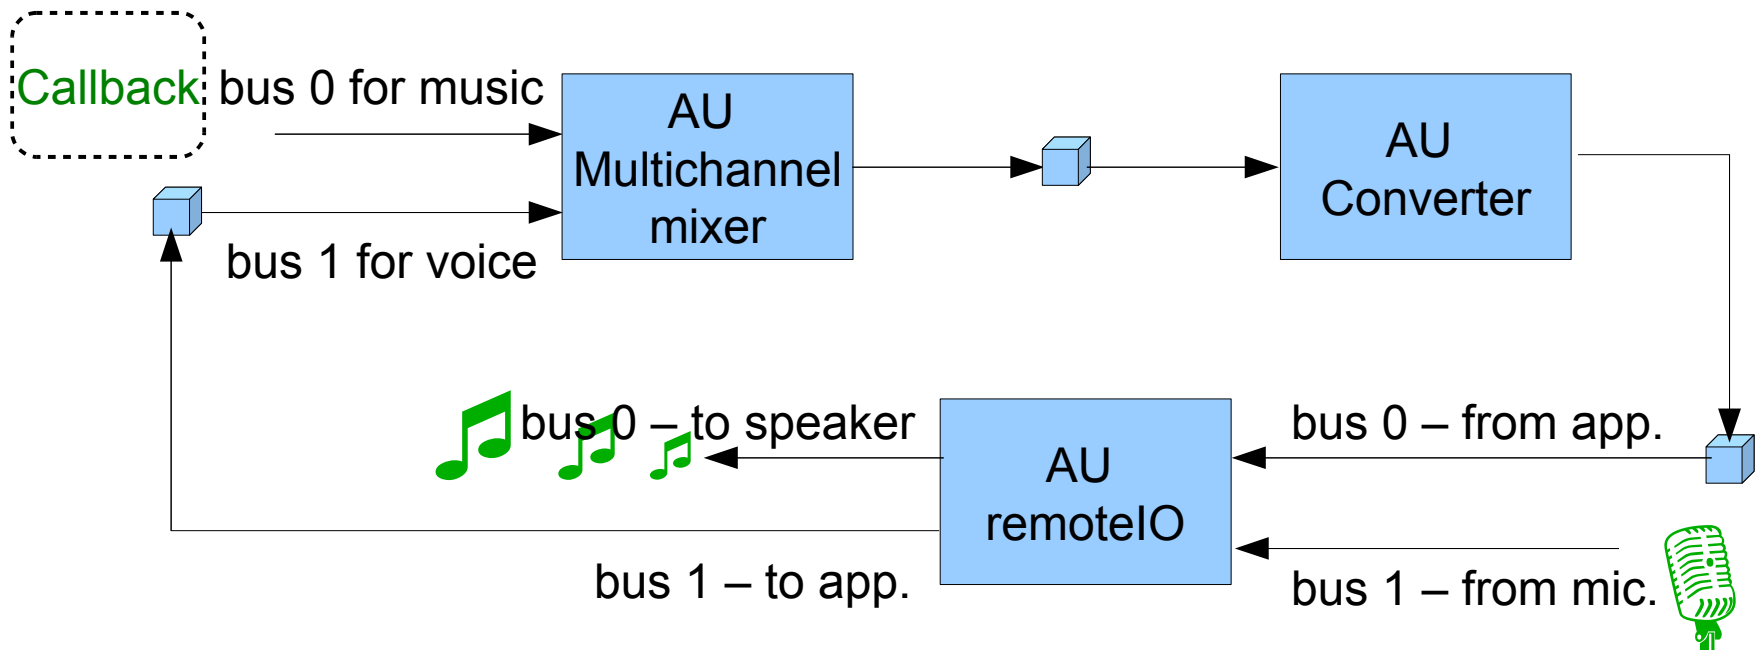 Callback
bus 0 for music
AU
Multichannel
mixer
AU
Converter
bus 1 for voice
bus 0 – to speaker
AU
remoteIO
bus 0 – from app.
bus 1 – to app.
bus 1 – from mic.